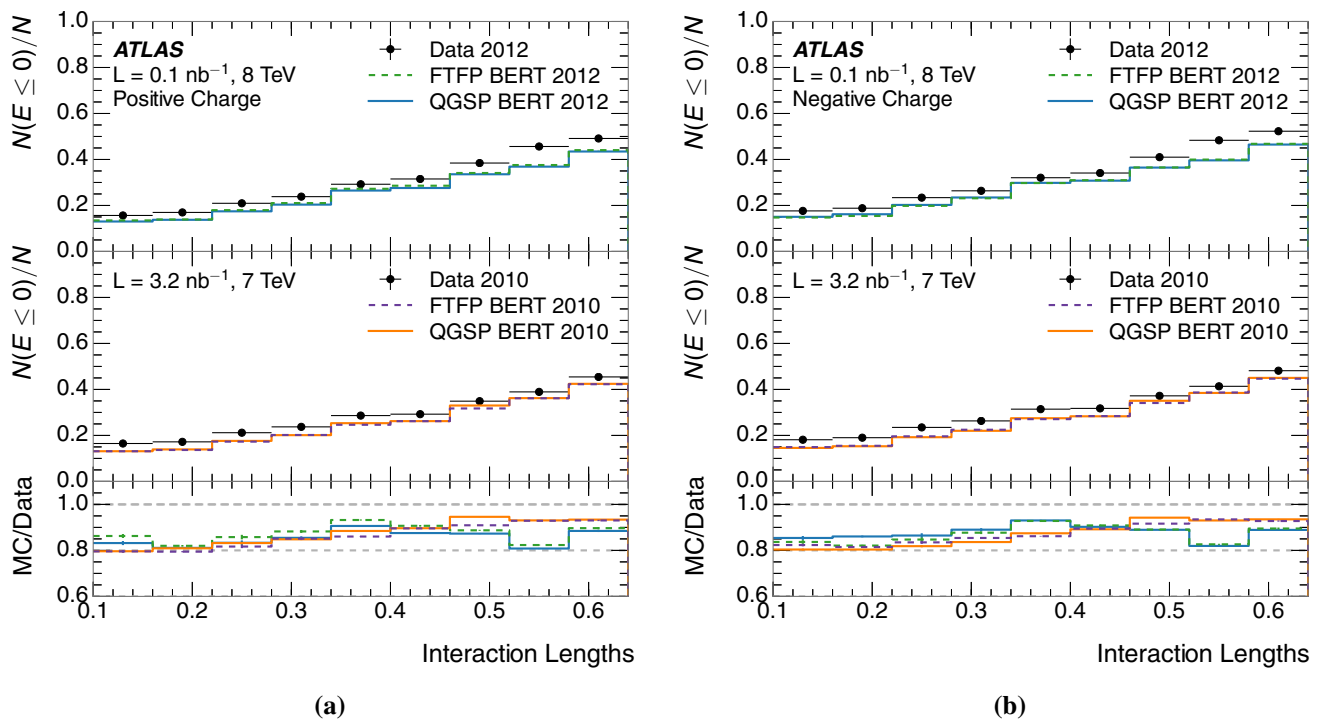 N(E ≤ 0)/N
1.0
0.8
0.6
0.4
0.2
0.0
ATLAS
L = 0.1 nb⁻¹, 8 TeV
Positive Charge
Data 2012
FTFP BERT 2012
QGSP BERT 2012
N(E ≤ 0)/N
0.8
0.6
0.4
0.2
0.0
L = 3.2 nb⁻¹, 7 TeV
Data 2010
FTFP BERT 2010
QGSP BERT 2010
MC/Data
1.0
0.8
0.6
0.1 0.2 0.3 0.4 0.5 0.6
Interaction Lengths
(a)
N(E ≤ 0)/N
1.0
0.8
0.6
0.4
0.2
0.0
ATLAS
L = 0.1 nb⁻¹, 8 TeV
Negative Charge
Data 2012
FTFP BERT 2012
QGSP BERT 2012
N(E ≤ 0)/N
0.8
0.6
0.4
0.2
0.0
L = 3.2 nb⁻¹, 7 TeV
Data 2010
FTFP BERT 2010
QGSP BERT 2010
MC/Data
1.0
0.8
0.6
0.1 0.2 0.3 0.4 0.5 0.6
Interaction Lengths
(b)